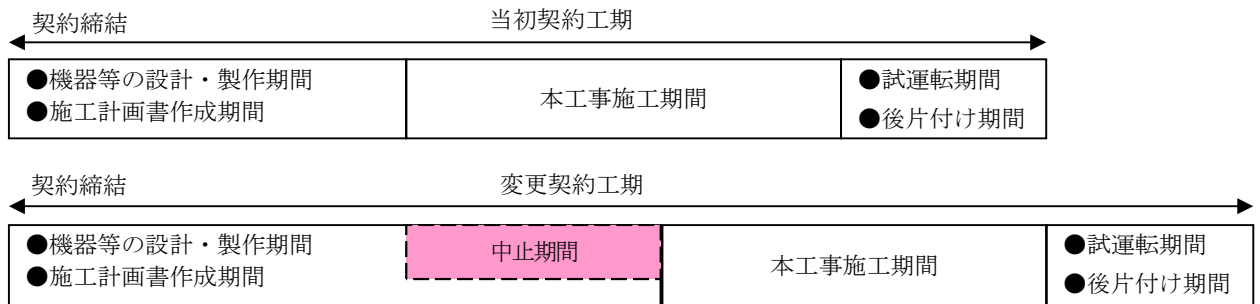 契約締結
当初契約工期
●機器等の設計・製作期間
●施工計画書作成期間
本工事施工期間
●試運転期間
●後片付け期間
契約締結
変更契約工期
●機器等の設計・製作期間
●施工計画書作成期間
中止期間
本工事施工期間
●試運転期間
●後片付け期間